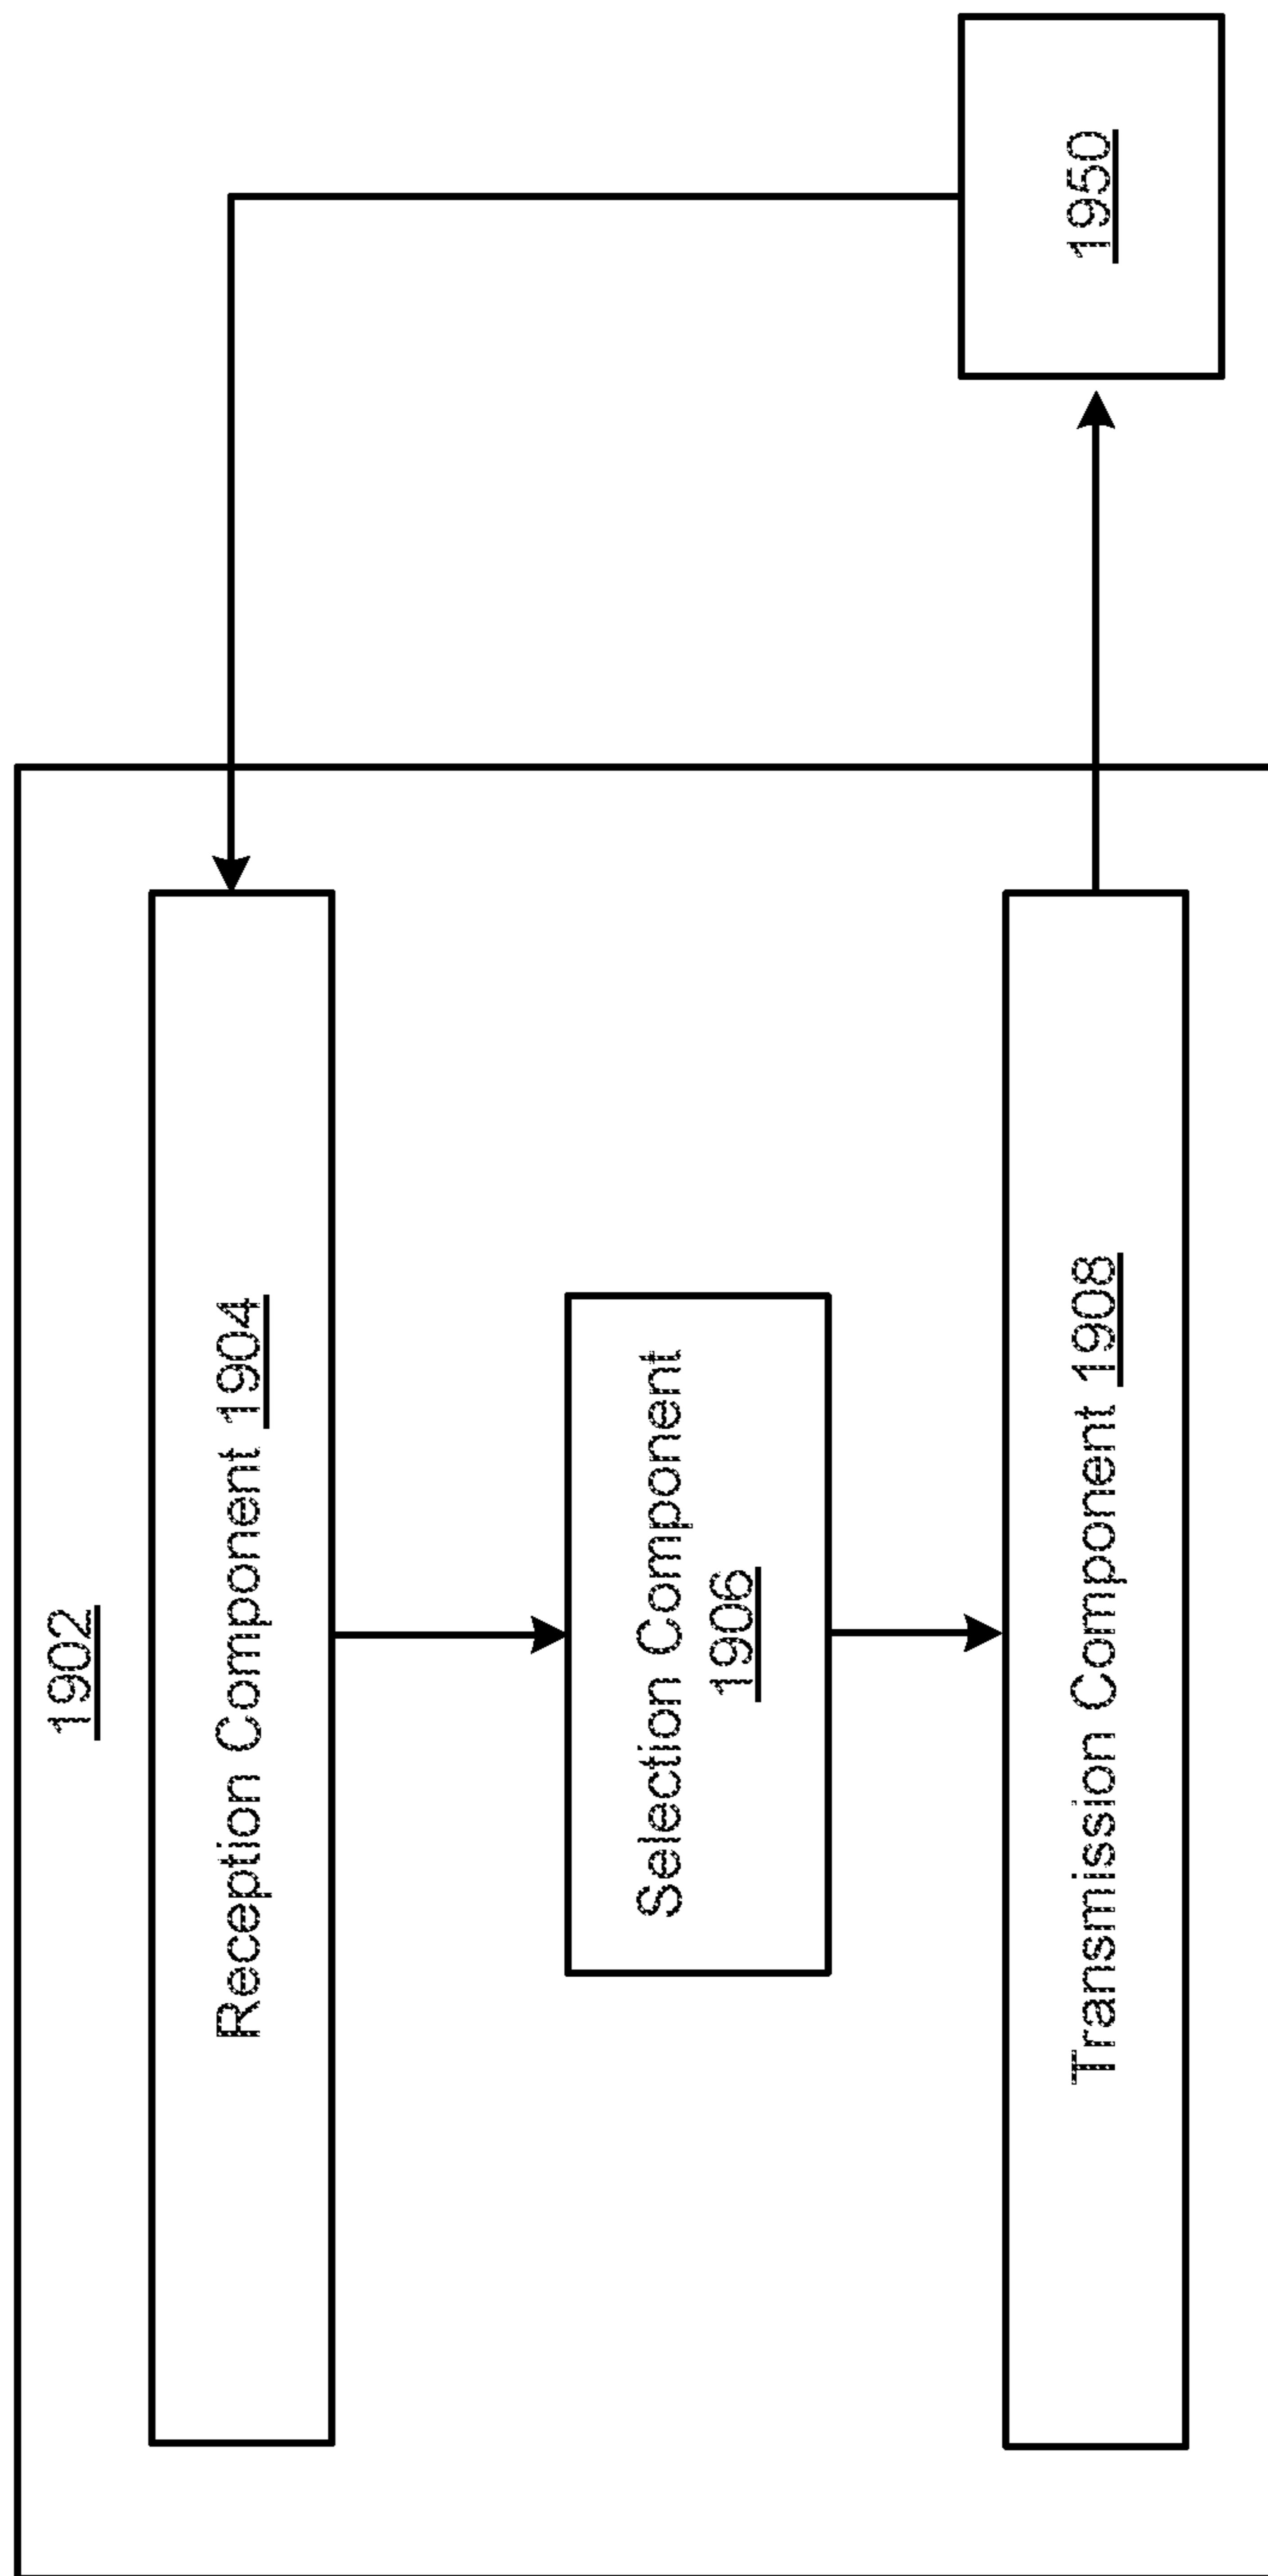 1902
Reception Component 1904
Selection Component
1906
Transmission Component 1908
1950